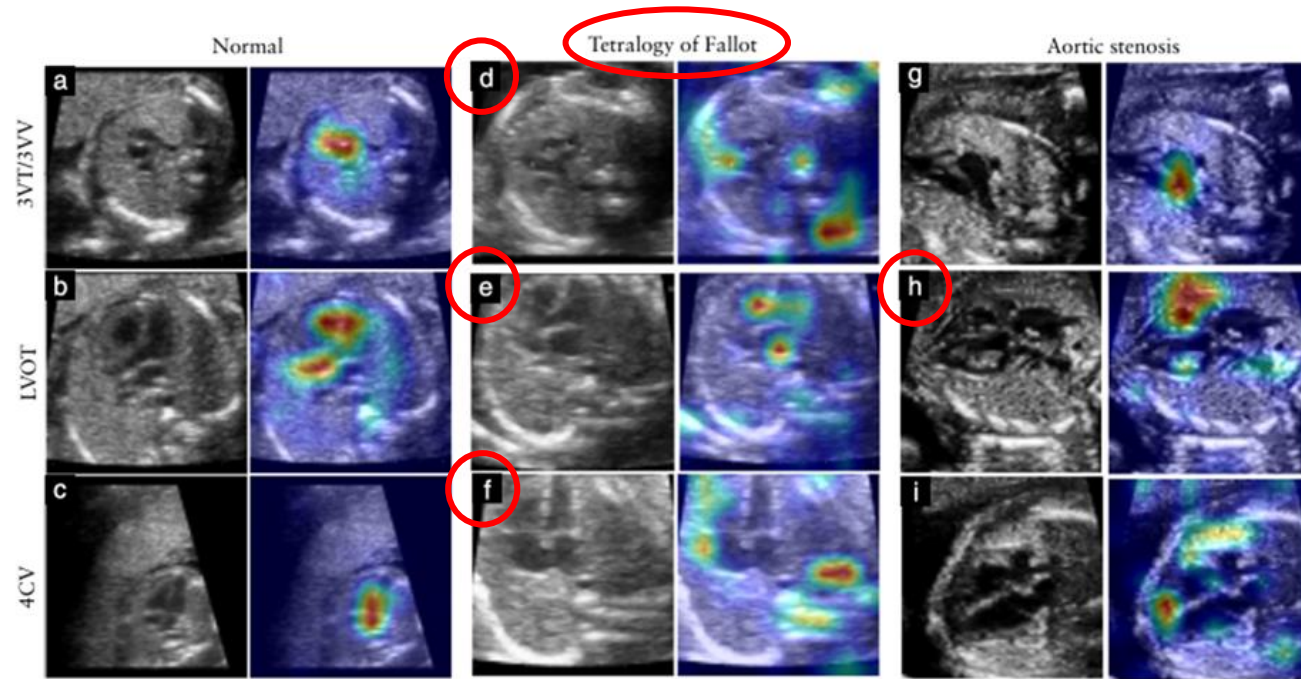 Normal Tetralogy of Fallot Aortic stenosis
3VT/3VV a d g
LVOT b e h
4CV c f i